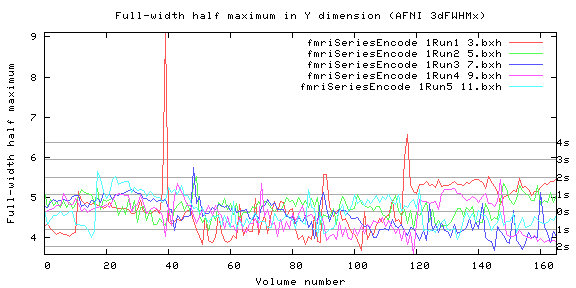 Full-width half maximum in Y dimension (AFNI 3dFWHMx)
fmriSeriesEncode 1Run1 3.bxh
fmriSeriesEncode 1Run2 5.bxh
fmriSeriesEncode 1Run3 7.bxh
fmriSeriesEncode 1Run4 9.bxh
fmriSeriesEncode 1Run5 11.bxh
Full-width half maximum
9
8
7
6
5
4
4s
3s
2s
1s
0s
1s
2s
0 20 40 60 80 100 120 140 160
Volume number